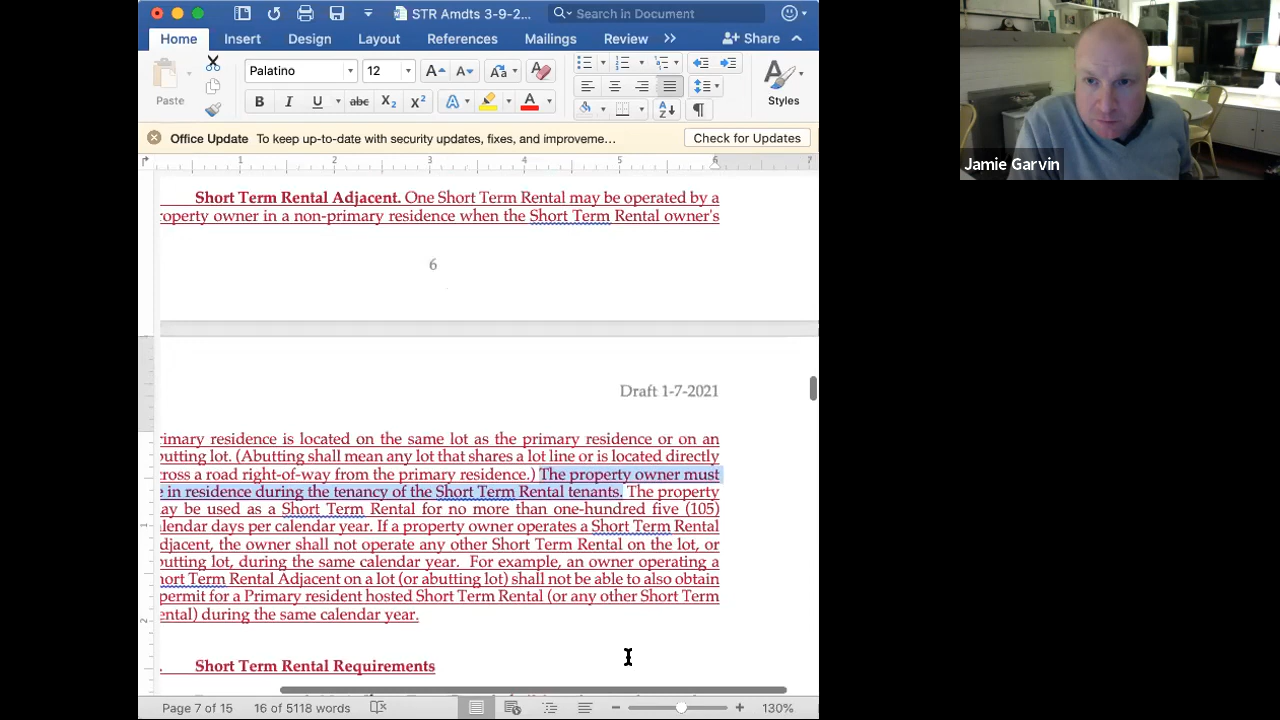 STR Amdts 3-9-2...
Search in Document
Home Insert Design Layout References Mailings Review >> Share
Paste
Palatino 12
Styles
Office Update To keep up-to-date with security updates, fixes, and improveme... Check for Updates
1 2 3 4 5 6 7
Short Term Rental Adjacent. One Short Term Rental may be operated by a
roperty owner in a non-primary residence when the Short Term Rental owner's
6
Draft 1-7-2021
rimary residence is located on the same lot as the primary residence or on an
butting lot. (Abutting shall mean any lot that shares a lot line or is located directly
cross a road right-of-way from the primary residence.) The property owner must
e in residence during the tenancy of the Short Term Rental tenants. The property
ay be used as a Short Term Rental for no more than one-hundred five (105)
lendar days per calendar year. If a property owner operates a Short Term Rental
djacent, the owner shall not operate any other Short Term Rental on the lot, or
butting lot, during the same calendar year. For example, an owner operating a
hort Term Rental Adjacent on a lot (or abutting lot) shall not be able to also obtain
permit for a Primary resident hosted Short Term Rental (or any other Short Term
ental) during the same calendar year.
. Short Term Rental Requirements
Page 7 of 15 16 of 5118 words 130%
Jamie Garvin